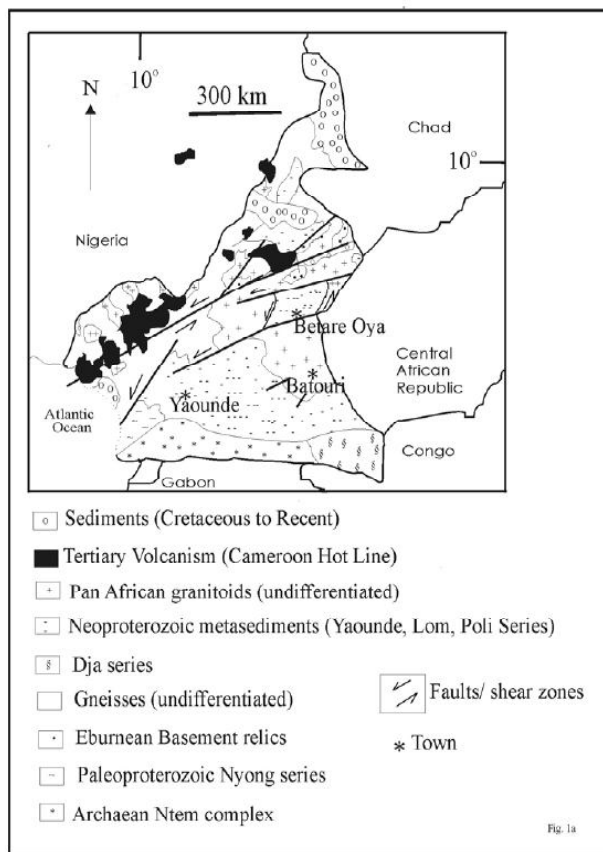 10°
N
300 km
Chad
10°
Nigeria
Betare Oya
Central
African
Republic
Batouri
Yaounde
Atlantic
Ocean
Congo
Gabon
Sediments (Cretaceous to Recent)
Tertiary Volcanism (Cameroon Hot Line)
Pan African granitoids (undifferentiated)
Neoproterozoic metasediments (Yaounde, Lom, Poli Series)
Dja series
Gneisses (undifferentiated)
Faults/ shear zones
Eburnean Basement relics
* Town
Paleoproterozoic Nyong series
Archaean Ntem complex
Fig. 1a